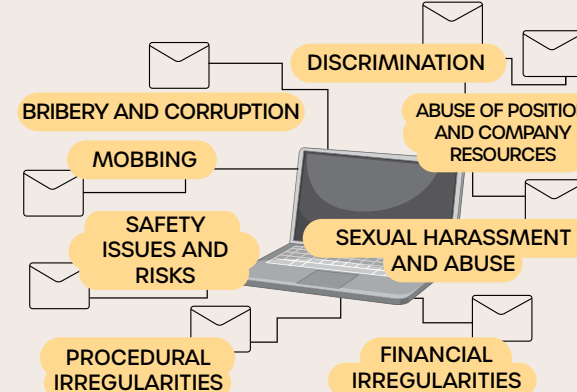 DISCRIMINATION
BRIBERY AND CORRUPTION
ABUSE OF POSITIO
AND COMPANY
RESOURCES
MOBBING
SAFETY
ISSUES AND
RISKS
SEXUAL HARASSMENT
AND ABUSE
PROCEDURAL
IRREGULARITIES
FINANCIAL
IRREGULARITIES